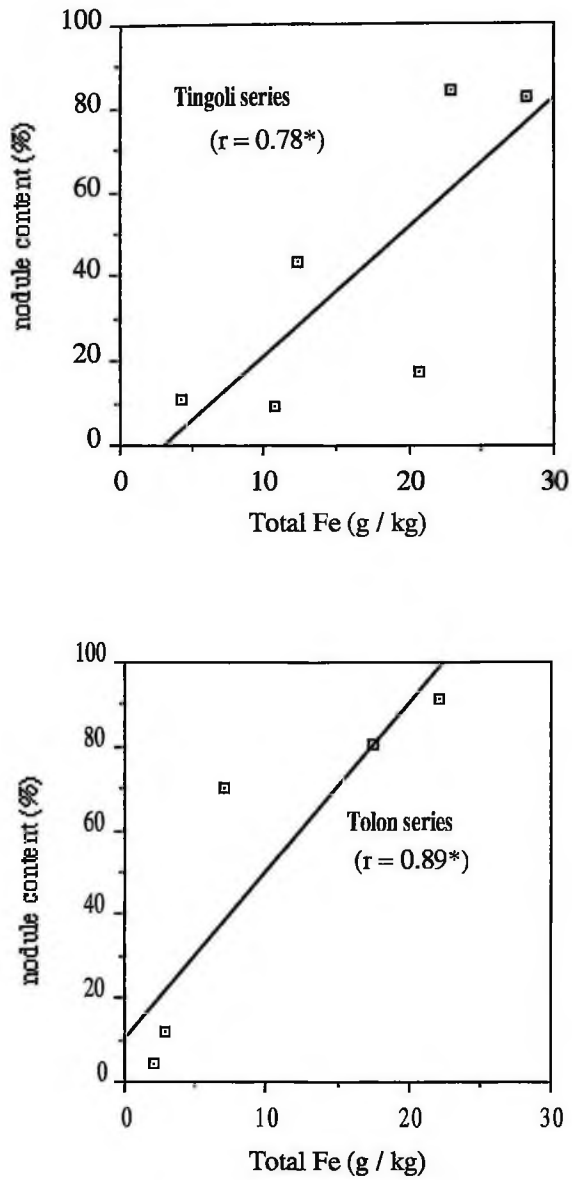 100
80
60
40
20
0
nodule content (%)
Tingoli series
(r = 0.78*)
0 10 20 30
Total Fe (g / kg)
100
80
60
40
20
0
nodule content (%)
Tolon series
(r = 0.89*)
0 10 20 30
Total Fe (g / kg)